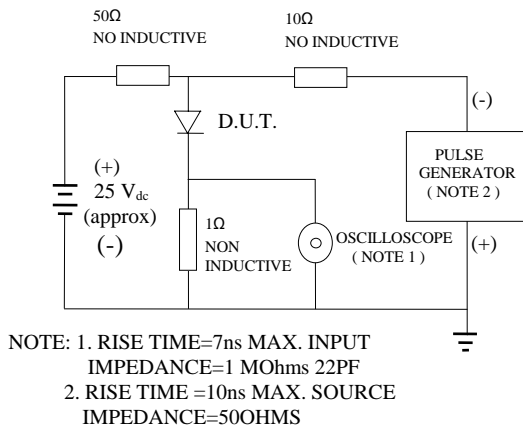 50Ω
NO INDUCTIVE
10Ω
NO INDUCTIVE
D.U.T.
(-)
(+)
25 Vdc
(approx)
(-)
1Ω
NON
INDUCTIVE
OSCILLOSCOPE
( NOTE 1 )
PULSE
GENERATOR
( NOTE 2 )
(+)
NOTE: 1. RISE TIME=7ns MAX. INPUT
IMPEDANCE=1 MOhms 22PF
2. RISE TIME =10ns MAX. SOURCE
IMPEDANCE=50OHMS